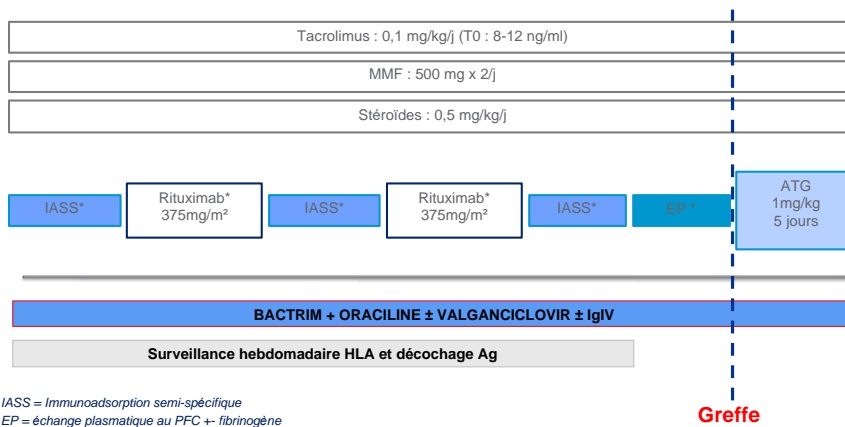 Tacrolimus : 0,1 mg/kg/j (T0 : 8-12 ng/ml)
MMF : 500 mg x 2/j
Stéroïdes : 0,5 mg/kg/j
IASS*
Rituximab*
375mg/m²
IASS*
Rituximab*
375mg/m²
IASS*
EP *
ATG
1mg/kg
5 jours
BACTRIM + ORACILINE ± VALGANCICLOVIR ± IgIV
Surveillance hebdomadaire HLA et décochage Ag
IASS = Immunoadsorption semi-spécifique
EP = échange plasmatique au PFC +- fibrinogène
Greffe